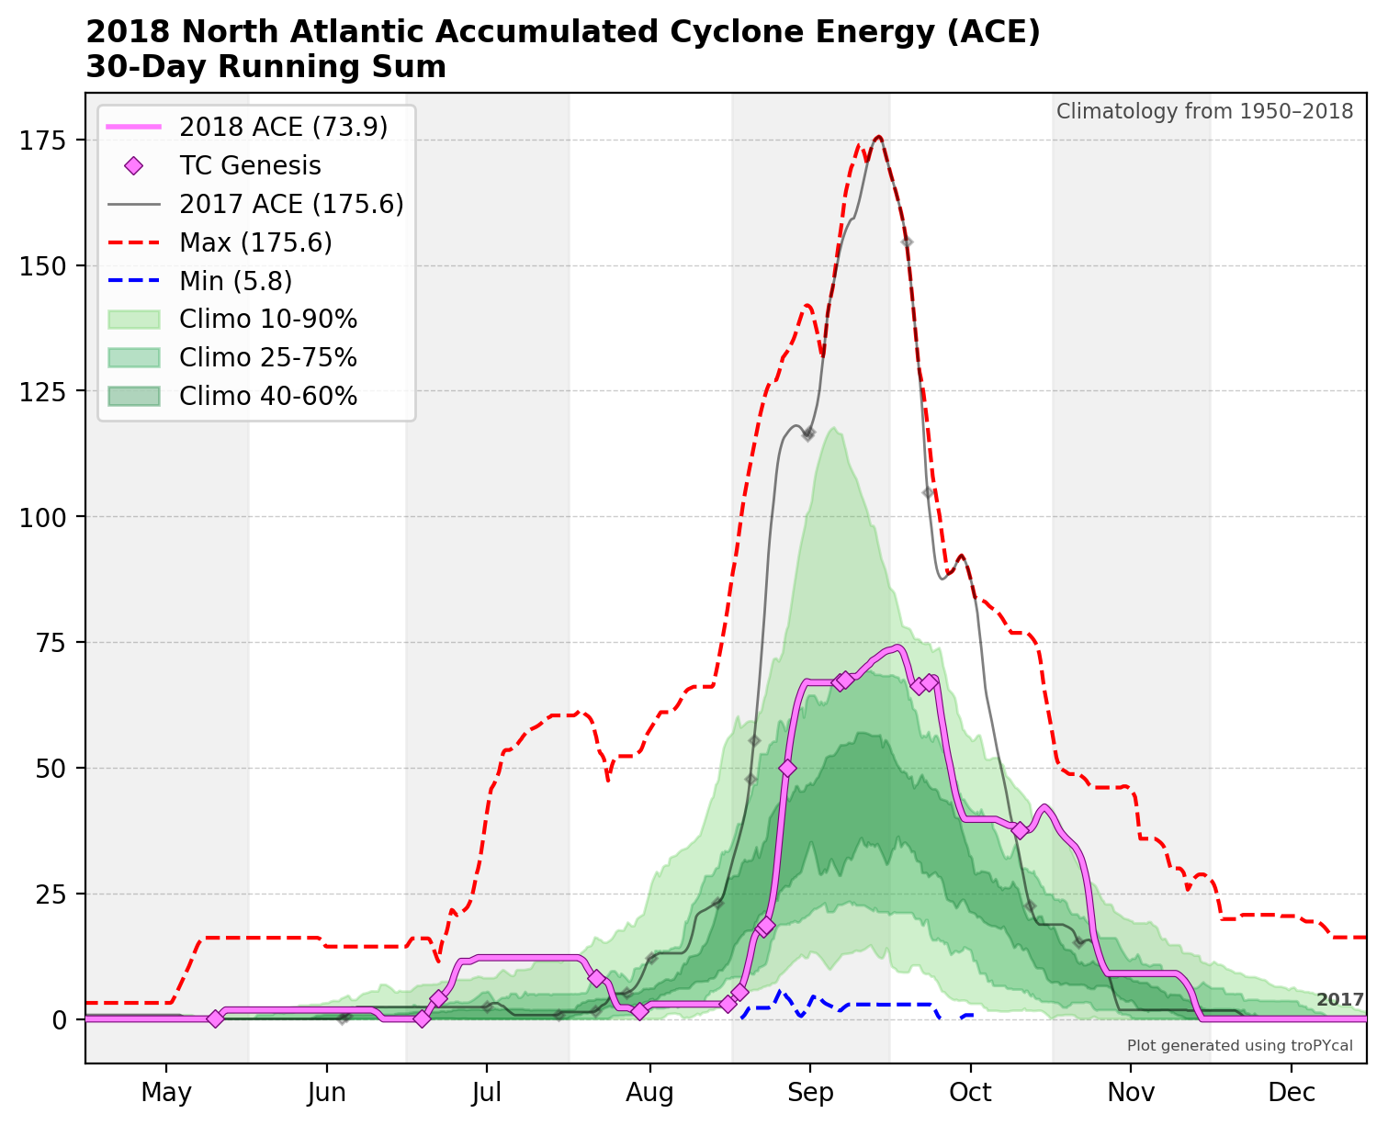 2018 North Atlantic Accumulated Cyclone Energy (ACE)
30-Day Running Sum
Climatology from 1950–2018
2018 ACE (73.9)
TC Genesis
2017 ACE (175.6)
Max (175.6)
Min (5.8)
Climo 10-90%
Climo 25-75%
Climo 40-60%
175
150
125
100
75
50
25
0
2017
Plot generated using troPYcal
May Jun Jul Aug Sep Oct Nov Dec